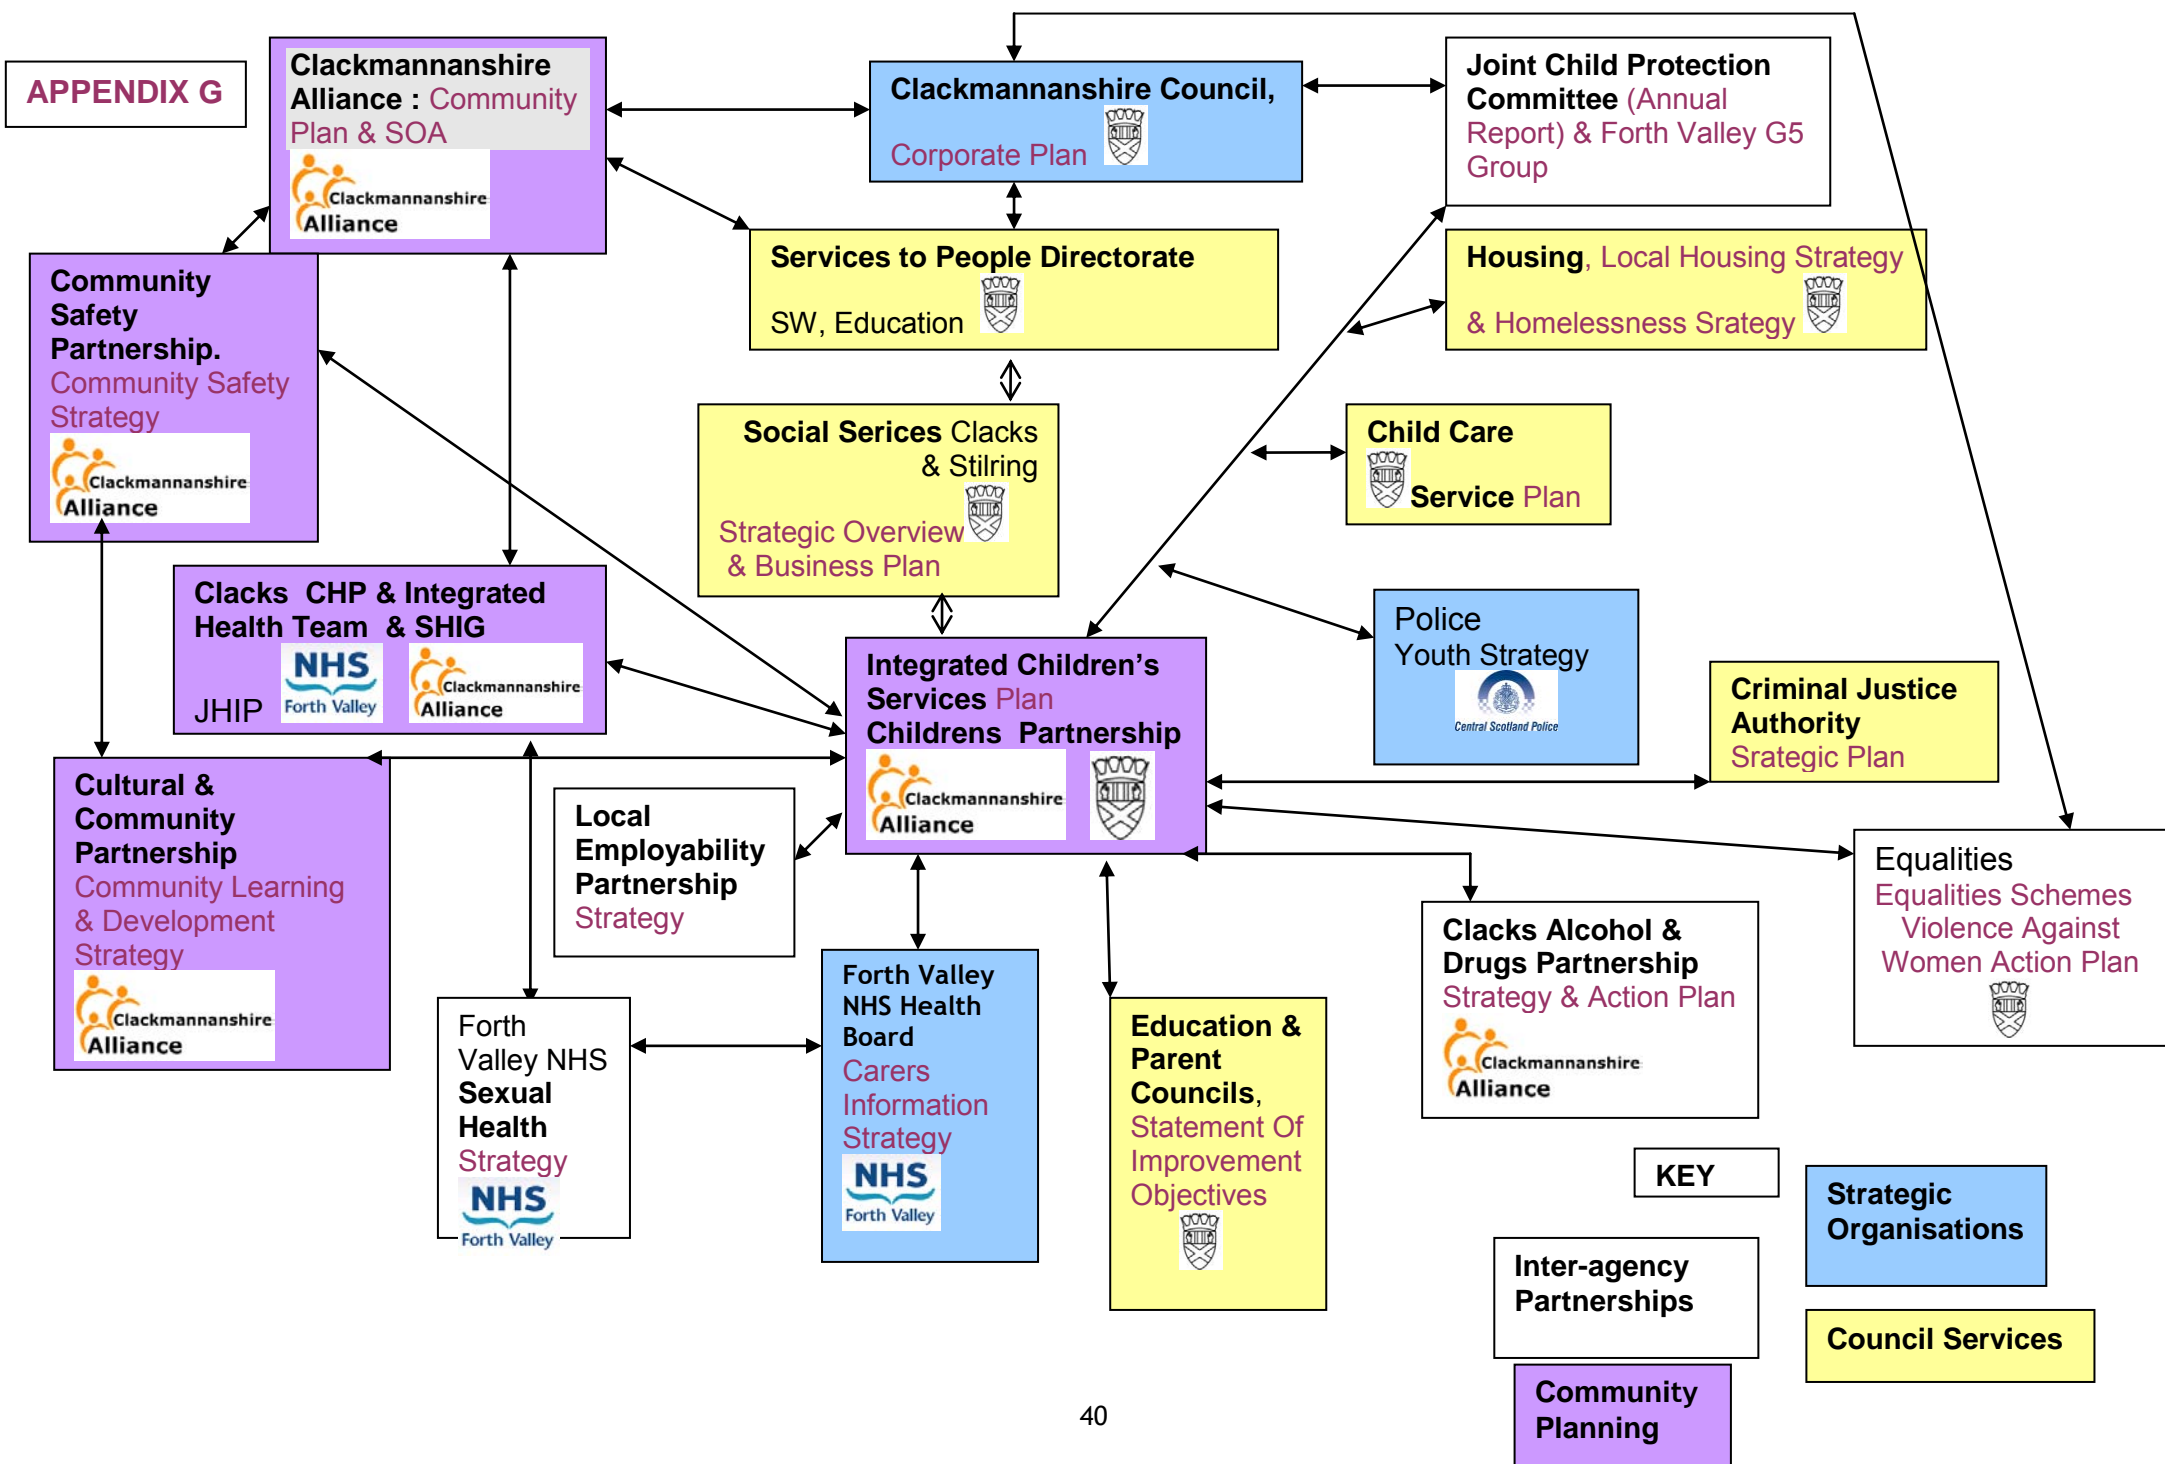 APPENDIX G
Clackmannanshire
Alliance : Community
Plan & SOA
Clackmannanshire
Alliance
Clackmannanshire Council,
Corporate Plan
Joint Child Protection
Committee (Annual
Report) & Forth Valley G5
Group
Community
Safety
Partnership.
Community Safety
Strategy
Clackmannanshire
Alliance
Services to People Directorate
SW, Education
Housing, Local Housing Strategy
& Homelessness Srategy
Social Serices Clacks
& Stilring
Strategic Overview
& Business Plan
Child Care
Service Plan
Clacks CHP & Integrated
Health Team & SHIG
JHIP
NHS
Forth Valley
Clackmannanshire
Alliance
Integrated Children’s
Services Plan
Childrens Partnership
Clackmannanshire
Alliance
Police
Youth Strategy
Central Scotland Police
Criminal Justice
Authority
Srategic Plan
Cultural &
Community
Partnership
Community Learning
& Development
Strategy
Clackmannanshire
Alliance
Local
Employability
Partnership
Strategy
Equalities
Equalities Schemes
Violence Against
Women Action Plan
Forth
Valley NHS
Sexual
Health
Strategy
NHS
Forth Valley
Forth Valley
NHS Health
Board
Carers
Information
Strategy
NHS
Forth Valley
Education &
Parent
Councils,
Statement Of
Improvement
Objectives
Clacks Alcohol &
Drugs Partnership
Strategy & Action Plan
Clackmannanshire
Alliance
KEY
Strategic
Organisations
Inter-agency
Partnerships
Council Services
Community
Planning
40